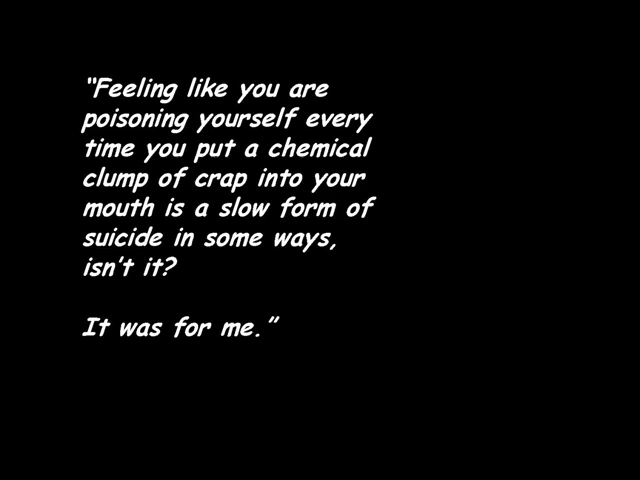 “Feeling like you are
poisoning yourself every
time you put a chemical
clump of crap into your
mouth is a slow form of
suicide in some ways,
isn't it?
It was for me.”